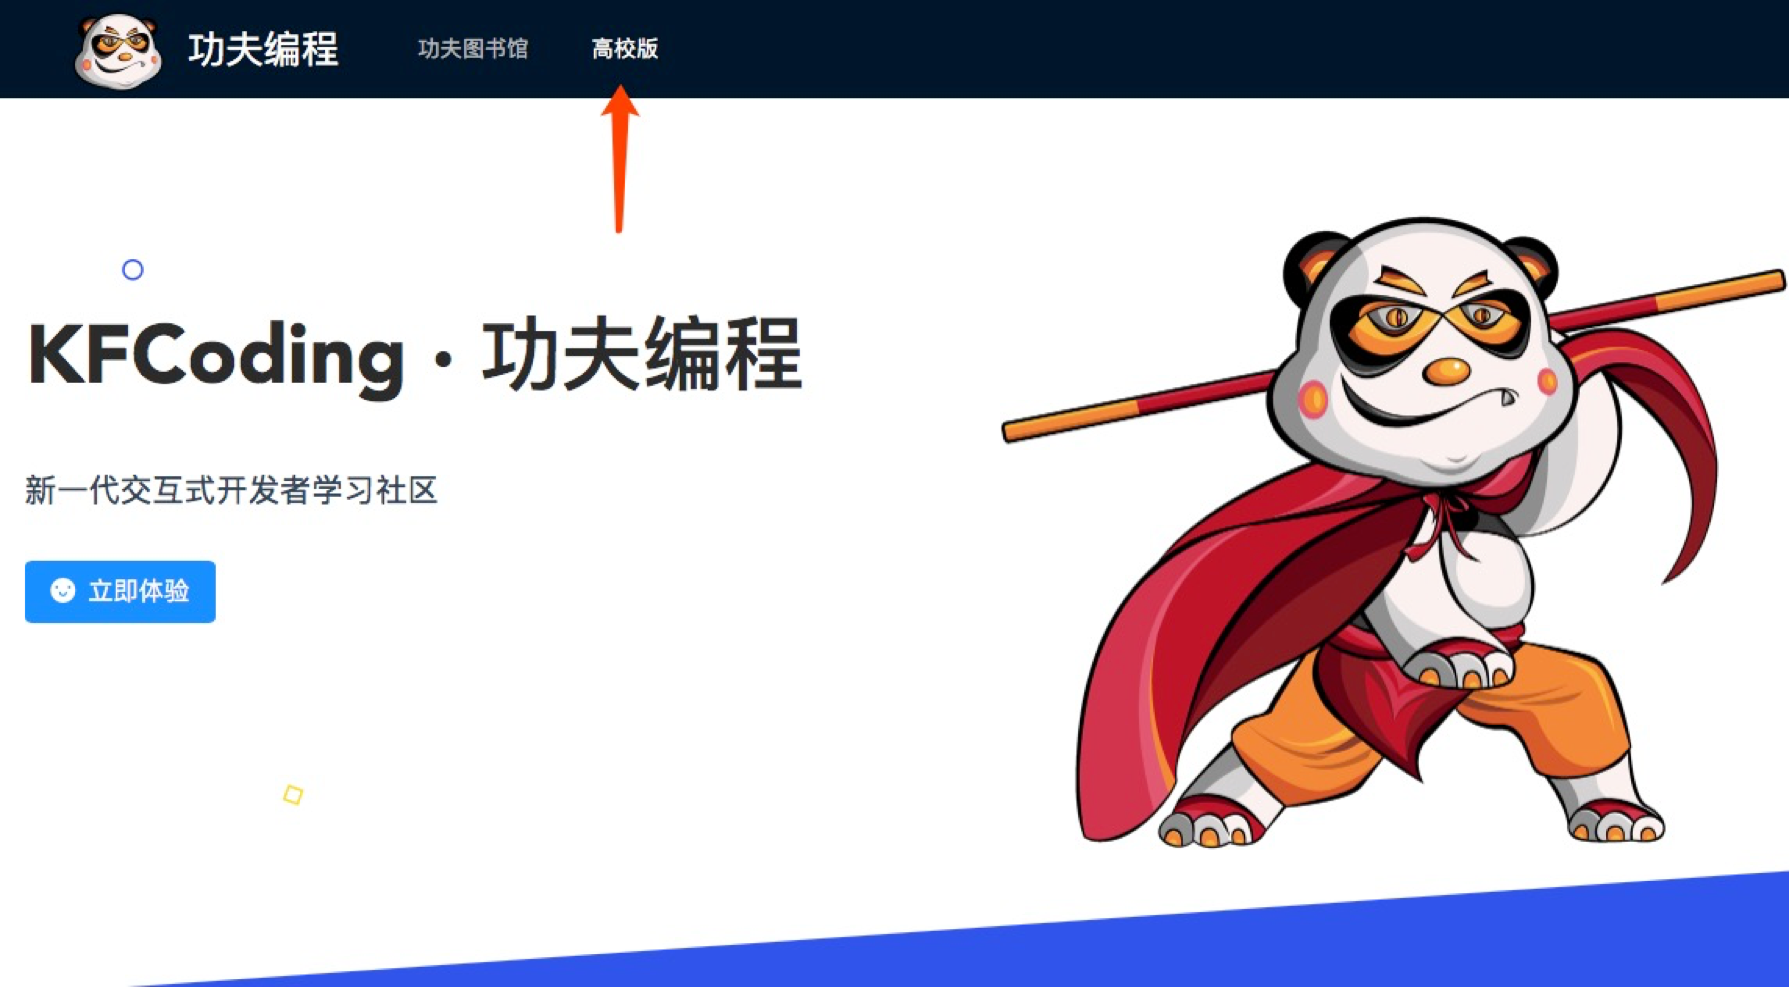 功夫编程
功夫图书馆
高校版
KFCoding · 功夫编程
新一代交互式开发者学习社区
立即体验